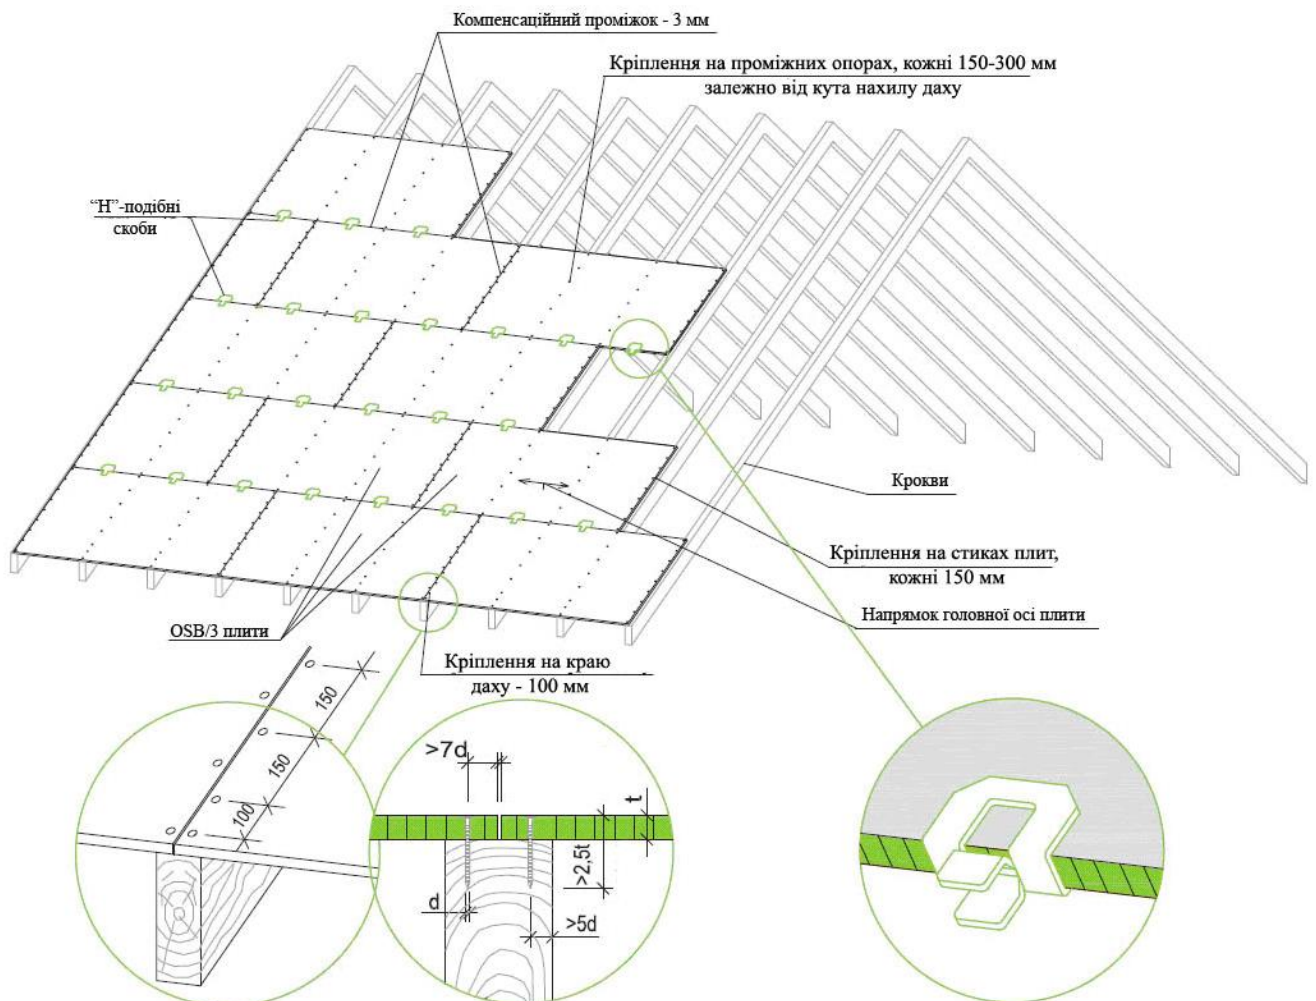 Компенсаційний проміжок - 3 мм
Кріплення на проміжних опорах, кожні 150-300 мм
залежно від кута нахилу даху
“Н”-подібні
скоби
Крокви
Кріплення на стиках плит,
кожні 150 мм
Напрямок головної осі плити
OSB/3 плити
Кріплення на краю
даху - 100 мм
150
150
100
>7d
t
>2,5t
d
>5d